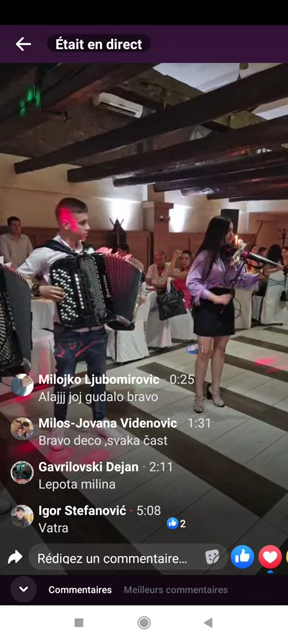 Était en direct
Milojko Ljubomirovic · 0:25
Alajjj joj gudalo bravo
Milos-Jovana Videnovic · 1:31
Bravo deco ,svaka čast
Gavrilovski Dejan · 2:11
Lepota milina
Igor Stefanović · 5:08
Vatra
2
Rédigez un commentaire...
Commentaires Meilleurs commentaires